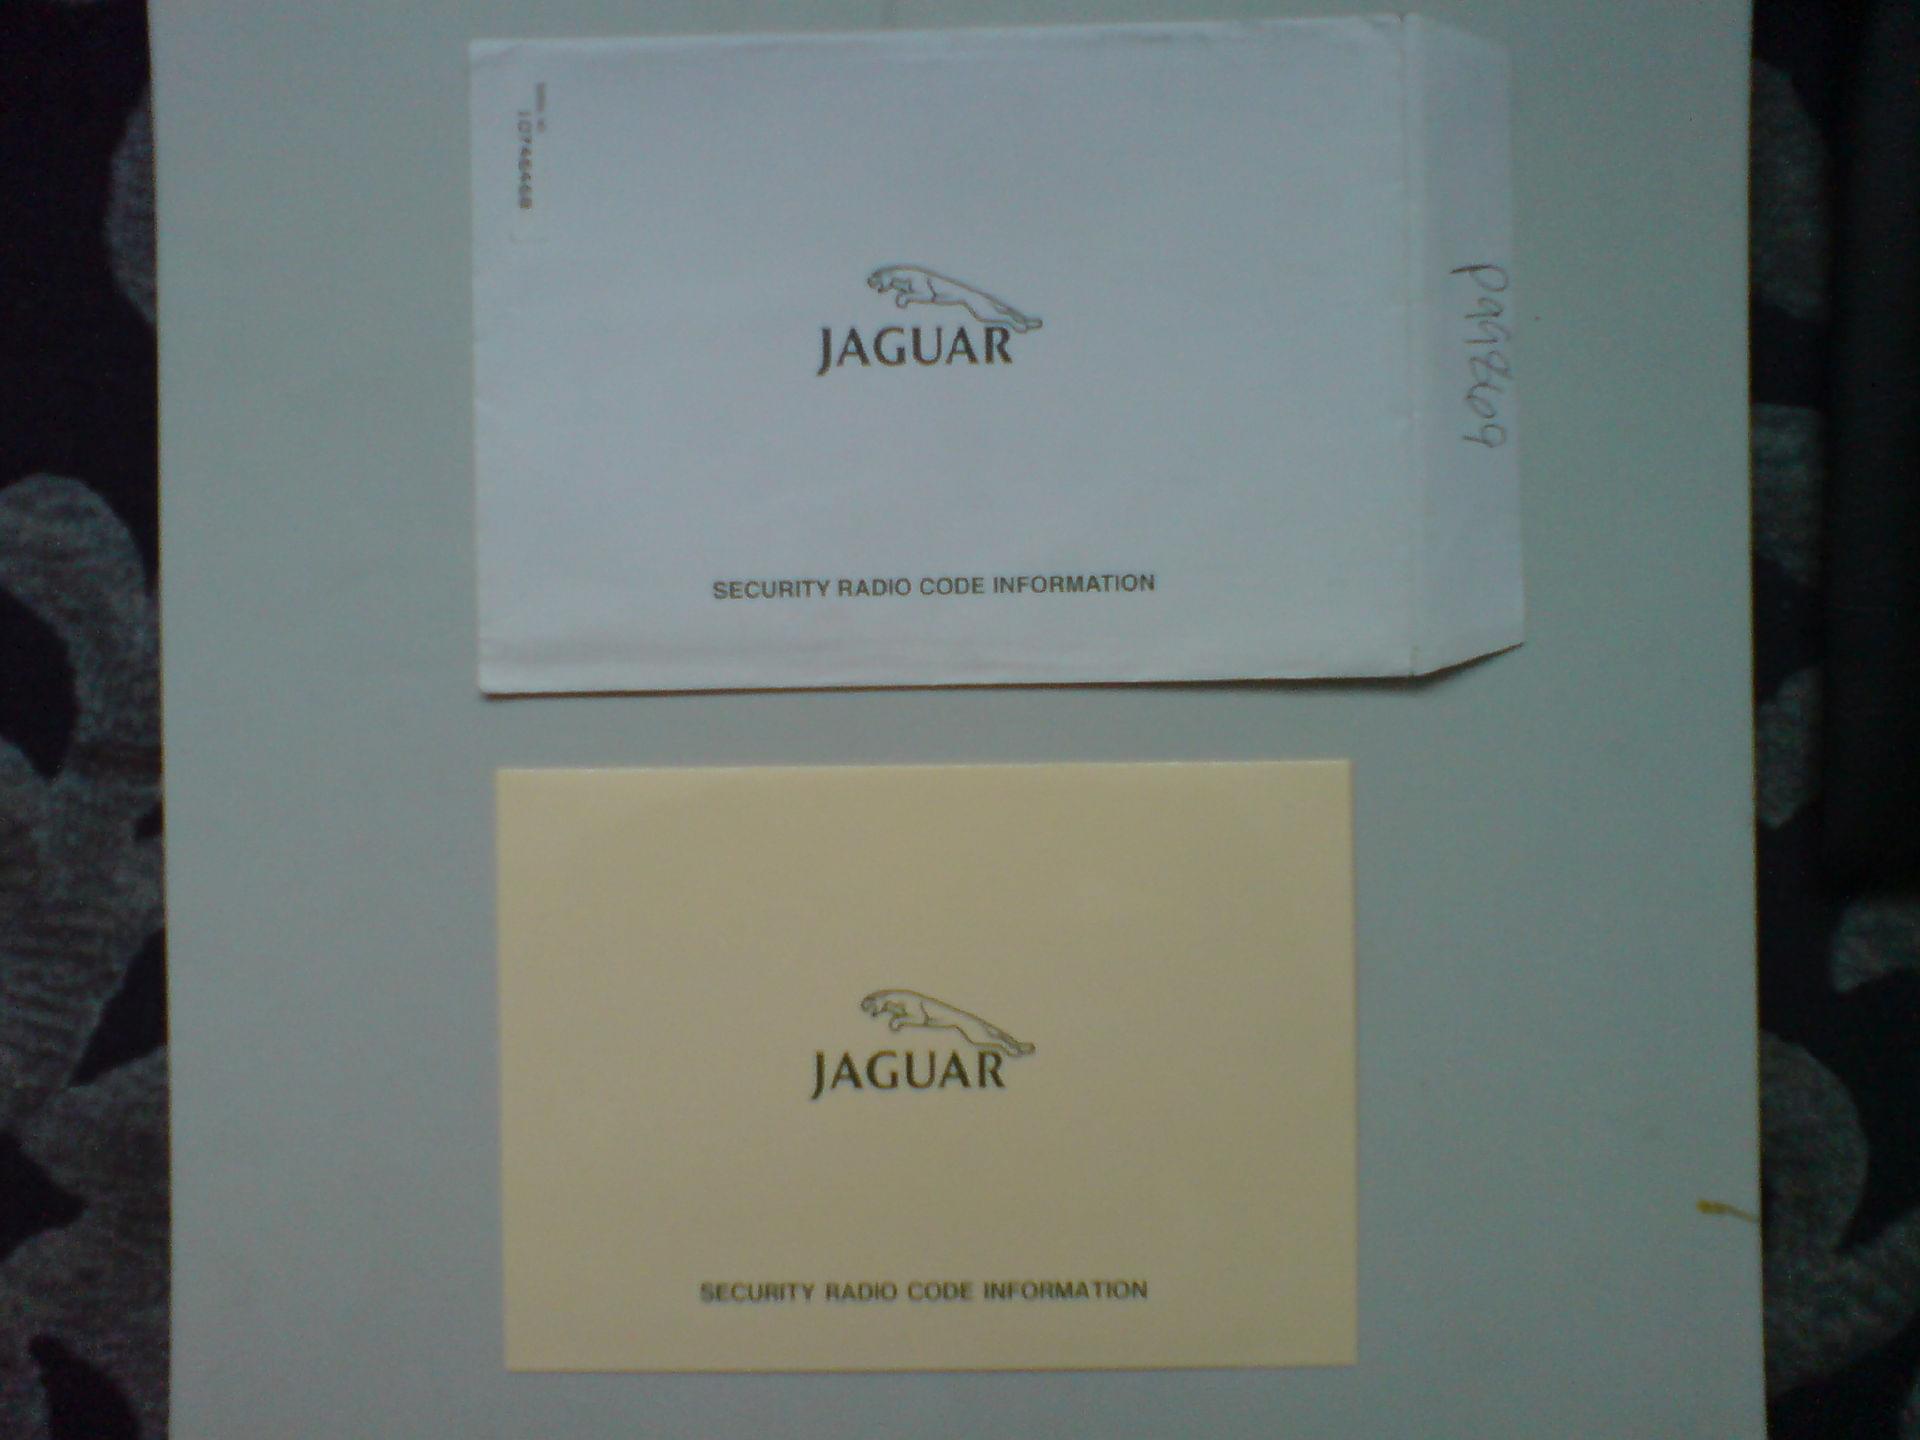 JAGUAR
SECURITY RADIO CODE INFORMATION
JAGUAR
SECURITY RADIO CODE INFORMATION